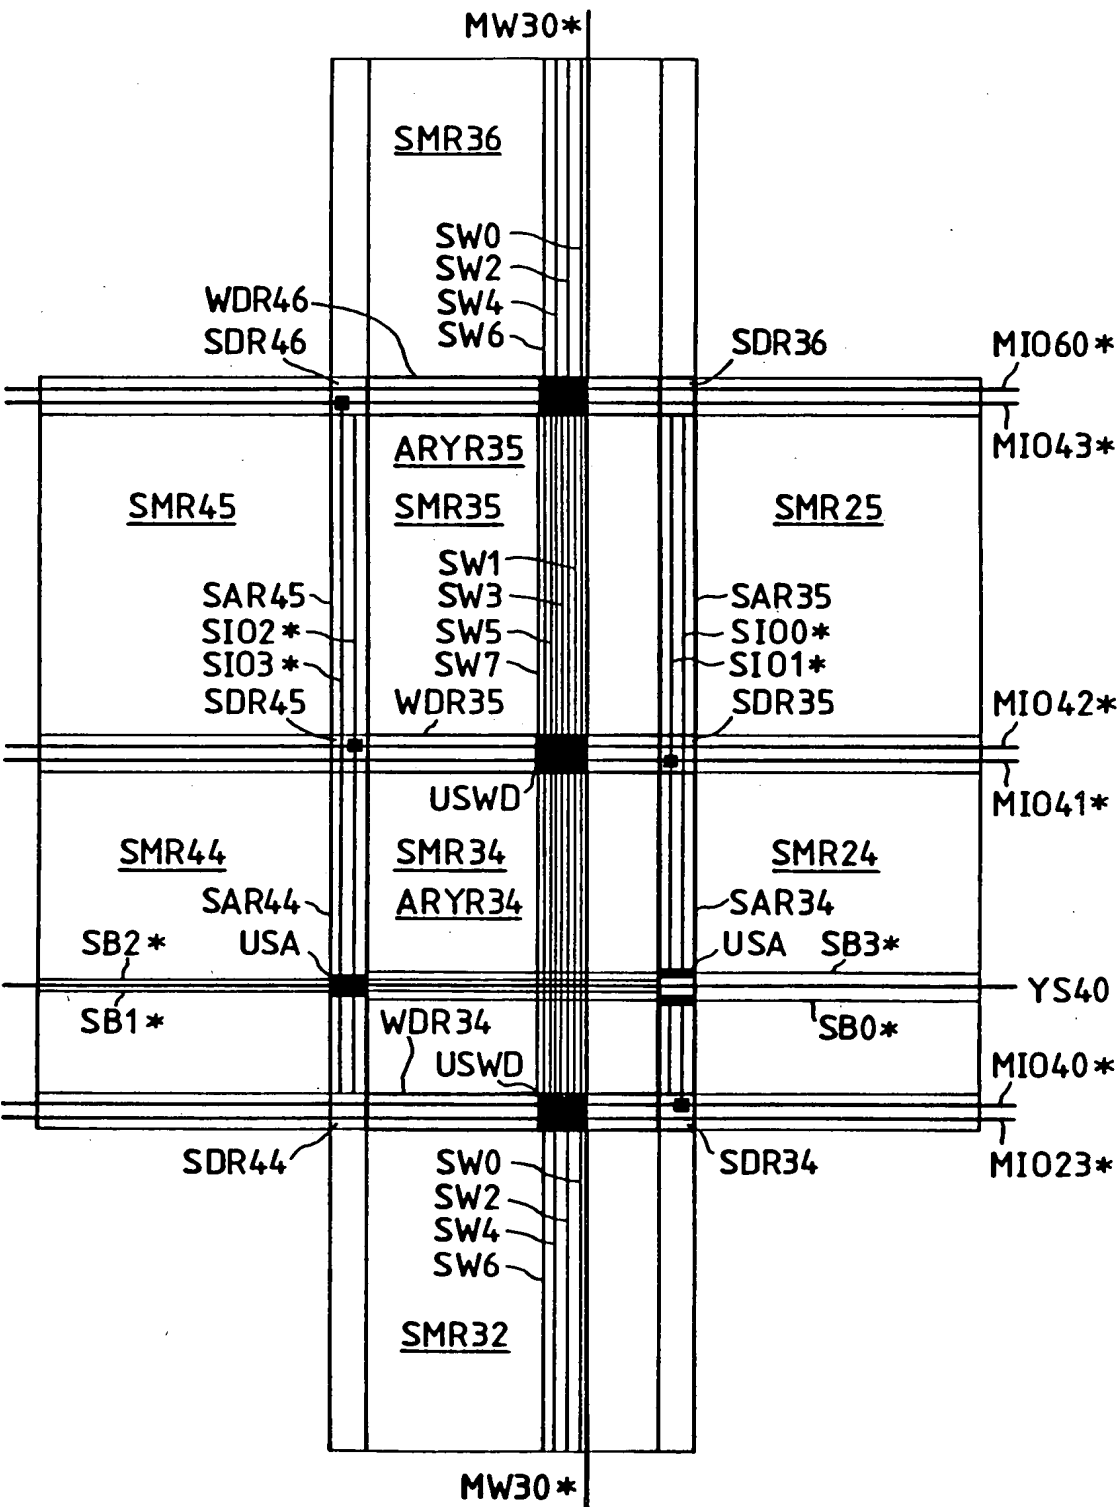 MW30*
SMR36
SW0
SW2
SW4
SW6
WDR46
SDR46
SDR36
MIO60*
MIO43*
ARYR35
SMR45
SMR35
SMR25
SW1
SW3
SW5
SW7
SAR45
SIO2*
SIO3*
SDR45
WDR35
SAR35
SIO0*
SIO1*
SDR35
MIO42*
MIO41*
USWD
SMR44
SMR34
SMR24
SAR44
ARYR34
SAR34
SB2*
USA
USA
SB3*
YS40
SB1*
WDR34
SB0*
USWD
MIO40*
SDR44
SW0
SDR34
MIO23*
SW2
SW4
SW6
SMR32
MW30*